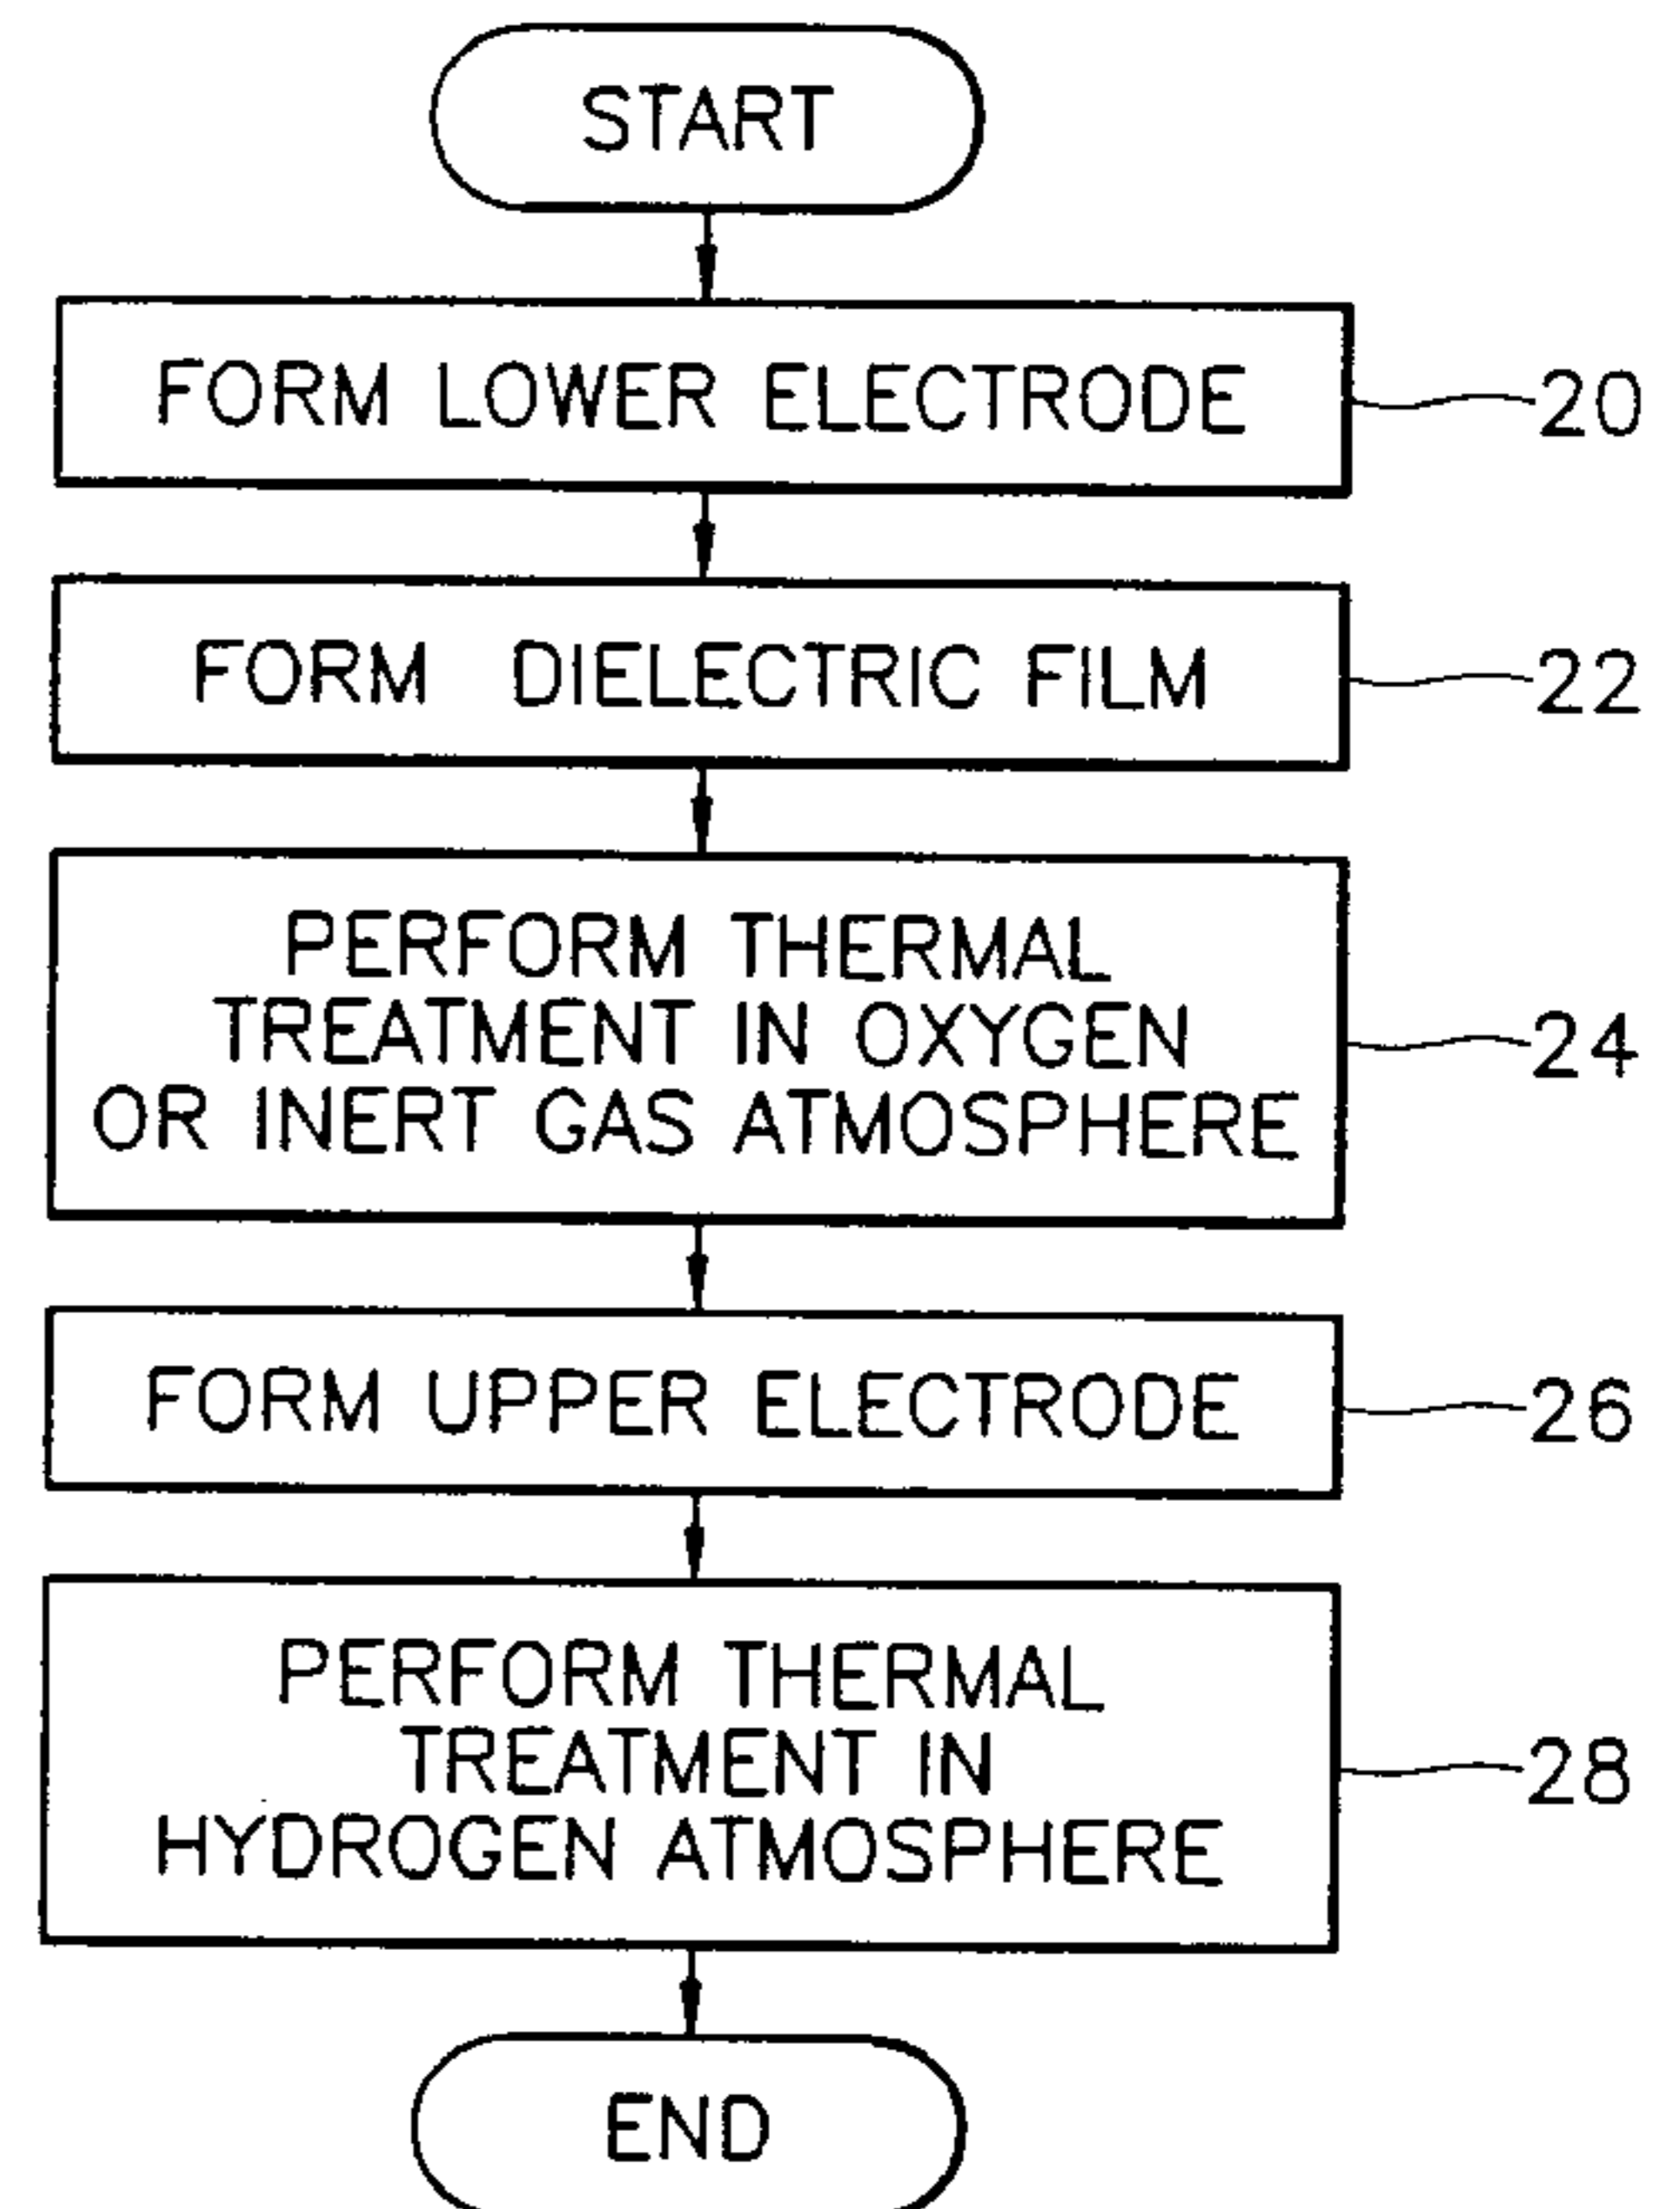 START
FORM LOWER ELECTRODE
20
FORM DIELECTRIC FILM
22
PERFORM THERMAL
TREATMENT IN OXYGEN
OR INERT GAS ATMOSPHERE
24
FORM UPPER ELECTRODE
26
PERFORM THERMAL
TREATMENT IN
HYDROGEN ATMOSPHERE
28
END